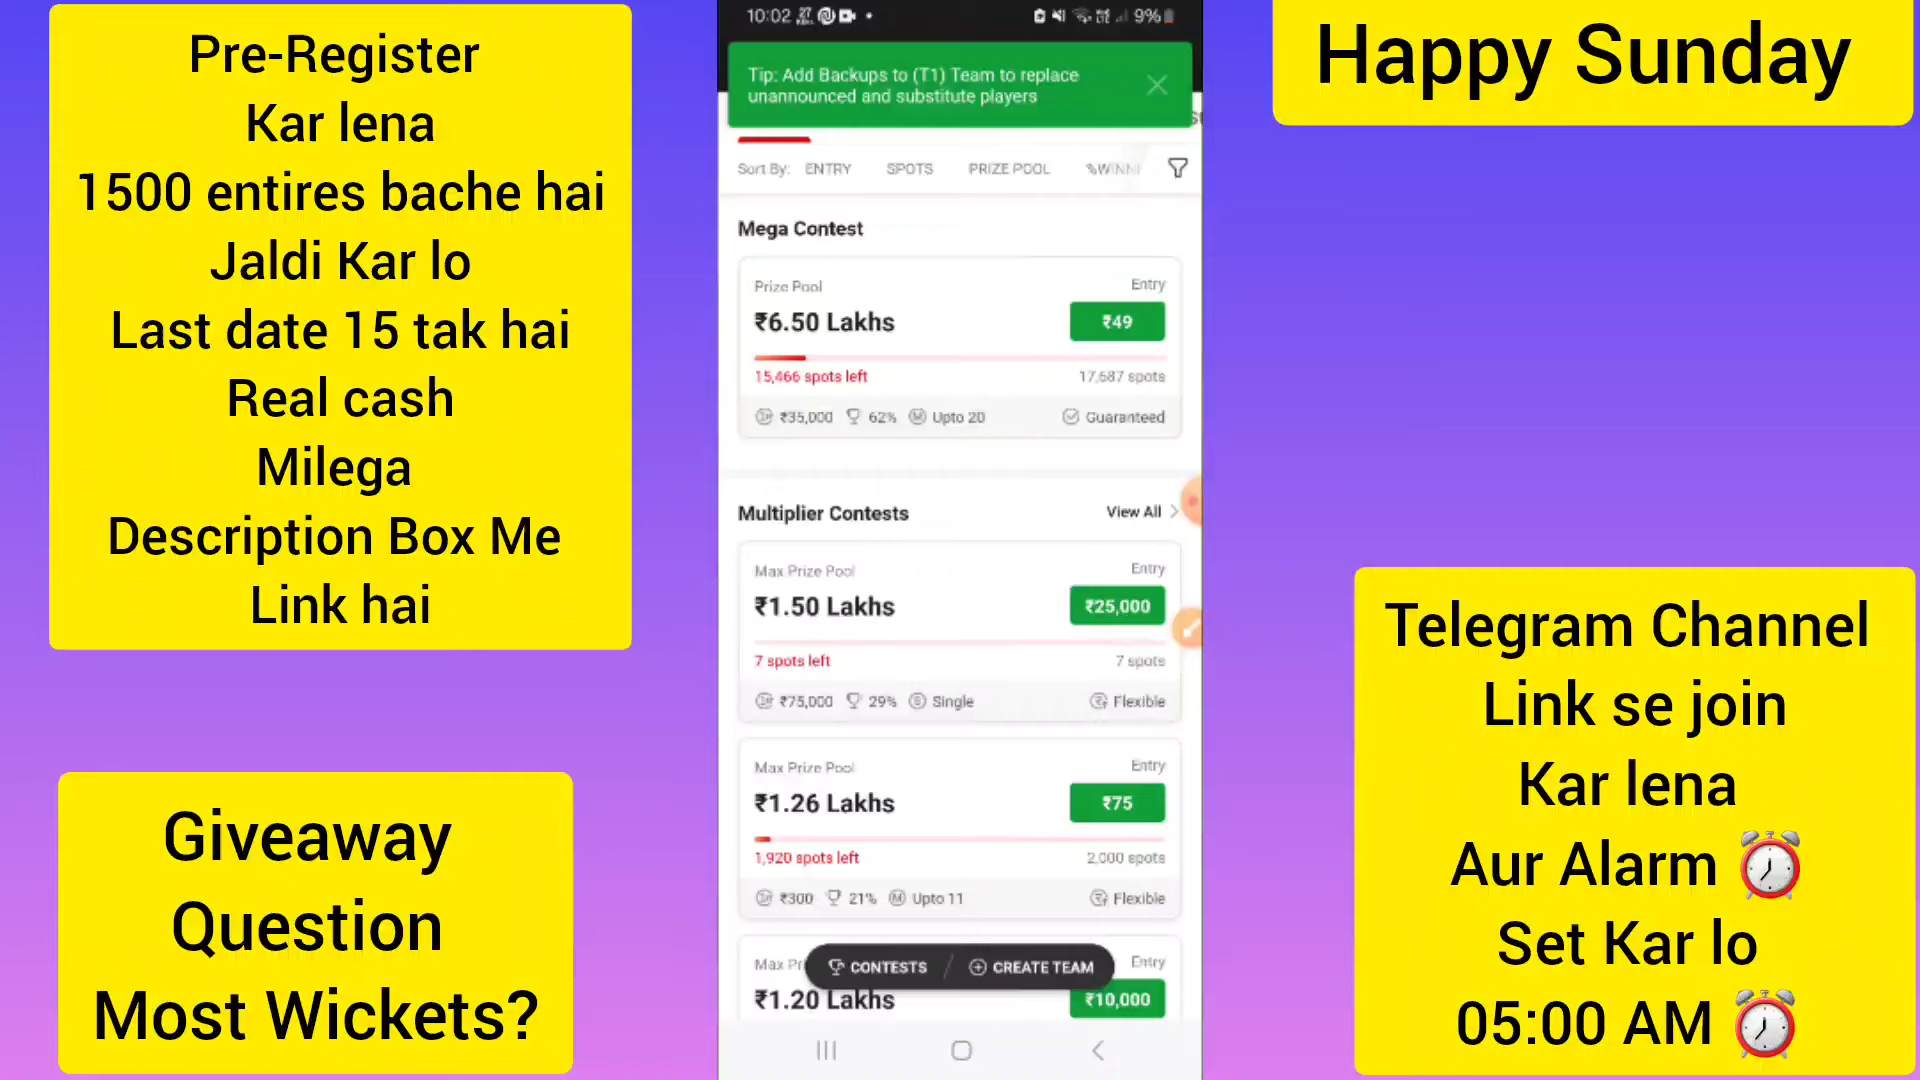 Pre-Register
Kar lena
1500 entires bache hai
Jaldi Kar lo
Last date 15 tak hai
Real cash
Milega
Description Box Me
Link hai
Giveaway
Question
Most Wickets?
10:02
9%
Tip: Add Backups to (T1) Team to replace
unannounced and substitute players
Sort By: ENTRY SPOTS PRIZE POOL %WINN
Mega Contest
Prize Pool Entry
₹6.50 Lakhs ₹49
15,466 spots left 17,687 spots
₹35,000 62% Upto 20 Guaranteed
Multiplier Contests View All
Max Prize Pool Entry
₹1.50 Lakhs ₹25,000
7 spots left 7 spots
₹75,000 29% Single Flexible
Max Prize Pool Entry
₹1.26 Lakhs ₹75
1,920 spots left 2,000 spots
₹300 21% Upto 11 Flexible
Max Pr Entry
CONTESTS CREATE TEAM
₹1.20 Lakhs ₹10,000
Happy Sunday
Telegram Channel
Link se join
Kar lena
Aur Alarm ⏰
Set Kar lo
05:00 AM ⏰